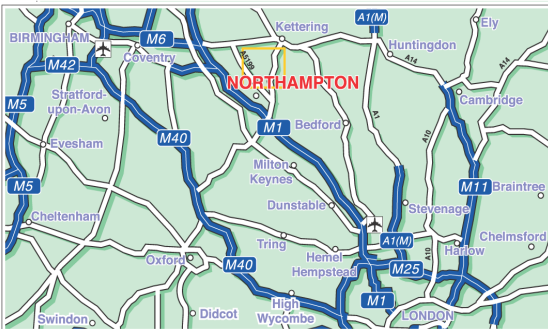 Kettering
A1(M)
Ely
BIRMINGHAM
M6
Huntingdon
Coventry
A5199
M42
A14
A14
NORTHAMPTON
Stratford-
upon-Avon
M5
Cambridge
M1
Bedford
A1
A10
Evesham
M40
Milton
Keynes
M5
M11
Braintree
Dunstable
Stevenage
Cheltenham
Tring
A1(M)
Chelmsford
Oxford
M40
Hemel
Hempstead
A10
Harlow
M25
High
Wycombe
M1
Swindon
Didcot
LONDON